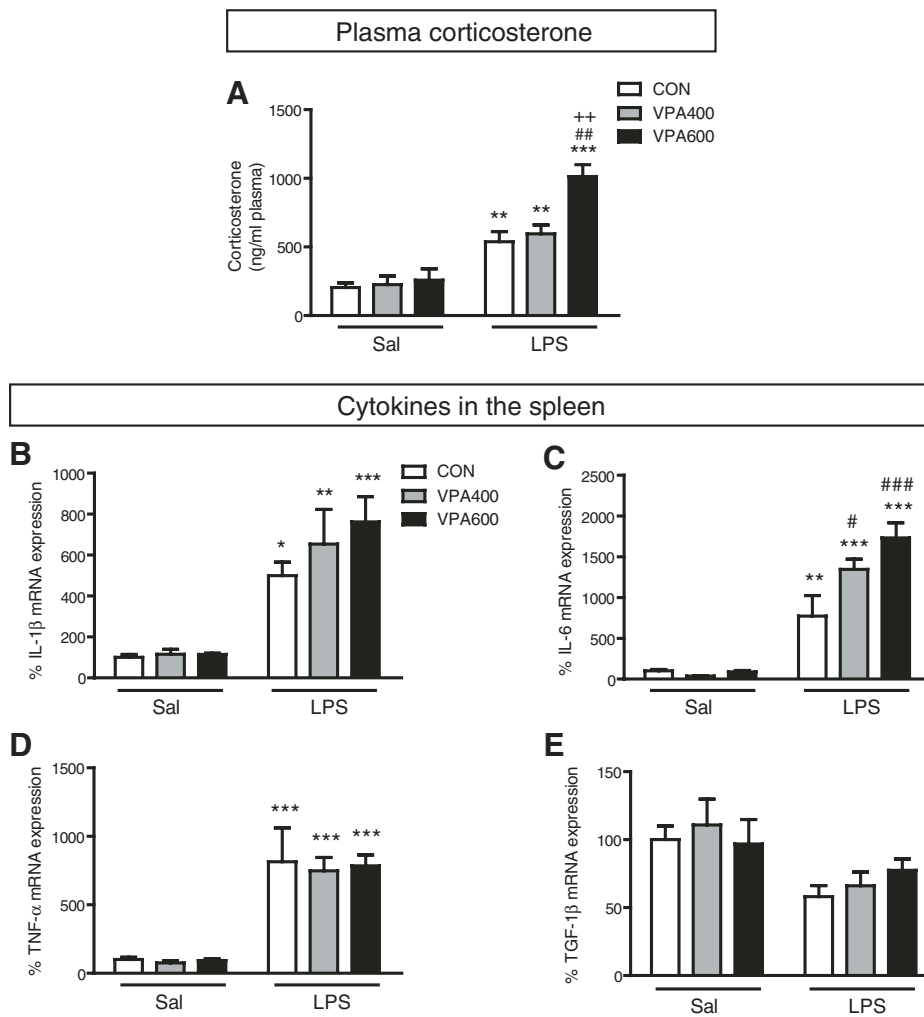 Plasma corticosterone
A
CON
VPA400
VPA600
Corticosterone
(ng/ml plasma)
1500
1000
500
0
**
**
++
##
***
Sal
LPS
Cytokines in the spleen
B
CON
VPA400
VPA600
% IL-1β mRNA expression
1000
800
600
400
200
0
*
**
***
Sal
LPS
C
% IL-6 mRNA expression
2500
2000
1500
1000
500
0
**
#
***
###
***
Sal
LPS
D
% TNF-α mRNA expression
1500
1000
500
0
***
***
***
Sal
LPS
E
% TGF-1β mRNA expression
150
100
50
0
Sal
LPS